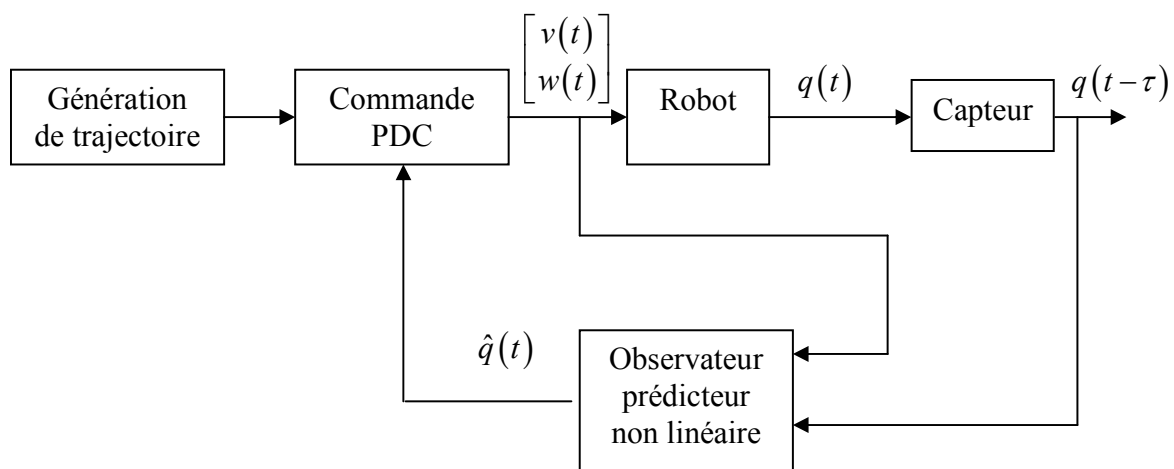 Génération
de trajectoire
Commande
PDC
[v(t)
w(t)]
Robot
q(t)
Capteur
q(t−τ)
q̂(t)
Observateur
prédicteur
non linéaire